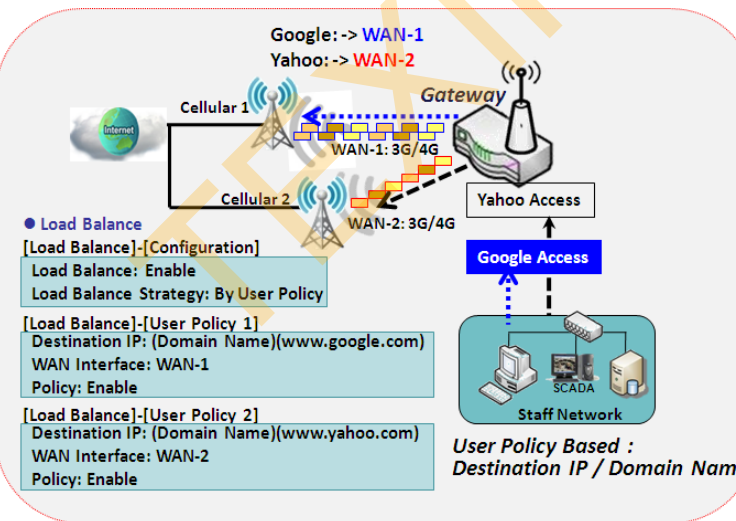 Google: -> WAN-1
Yahoo: -> WAN-2
Gateway
Cellular 1
Internet
WAN-1: 3G/4G
Cellular 2
WAN-2: 3G/4G
Yahoo Access
Google Access
● Load Balance
[Load Balance]-[Configuration]
Load Balance: Enable
Load Balance Strategy: By User Policy
[Load Balance]-[User Policy 1]
Destination IP: (Domain Name)(www.google.com)
WAN Interface: WAN-1
Policy: Enable
[Load Balance]-[User Policy 2]
Destination IP: (Domain Name)(www.yahoo.com)
WAN Interface: WAN-2
Policy: Enable
SCADA
Staff Network
User Policy Based :
Destination IP / Domain Nam